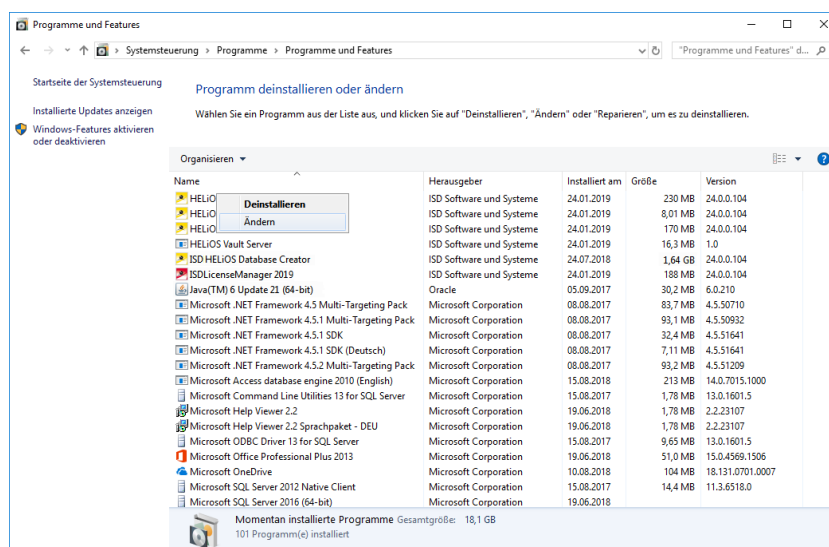 Programme und Features
Systemsteuerung > Programme > Programme und Features
"Programme und Features" d...
Startseite der Systemsteuerung
Installierte Updates anzeigen
Windows-Features aktivieren
oder deaktivieren
Programm deinstallieren oder ändern
Wählen Sie ein Programm aus der Liste aus, und klicken Sie auf "Deinstallieren", "Ändern" oder "Reparieren", um es zu deinstallieren.
Organisieren
Name Herausgeber Installiert am Größe Version
HELiO ISD Software und Systeme 24.01.2019 230 MB 24.0.0.104
HELiO ISD Software und Systeme 24.01.2019 8,01 MB 24.0.0.104
HELiO ISD Software und Systeme 24.01.2019 170 MB 24.0.0.104
Deinstallieren
Ändern
HELiOS Vault Server ISD Software und Systeme 24.01.2019 16,3 MB 1.0
ISD HELiOS Database Creator ISD Software und Systeme 24.07.2018 1,64 GB 24.0.0.104
ISDLicenseManager 2019 ISD Software und Systeme 24.01.2019 188 MB 24.0.0.104
Java(TM) 6 Update 21 (64-bit) Oracle 05.09.2017 30,2 MB 6.0.210
Microsoft .NET Framework 4.5 Multi-Targeting Pack Microsoft Corporation 08.08.2017 83,7 MB 4.5.50710
Microsoft .NET Framework 4.5.1 Multi-Targeting Pack Microsoft Corporation 08.08.2017 93,1 MB 4.5.50932
Microsoft .NET Framework 4.5.1 SDK Microsoft Corporation 08.08.2017 32,4 MB 4.5.51641
Microsoft .NET Framework 4.5.1 SDK (Deutsch) Microsoft Corporation 08.08.2017 7,11 MB 4.5.51641
Microsoft .NET Framework 4.5.2 Multi-Targeting Pack Microsoft Corporation 08.08.2017 93,2 MB 4.5.51209
Microsoft Access database engine 2010 (English) Microsoft Corporation 15.08.2018 213 MB 14.0.7015.1000
Microsoft Command Line Utilities 13 for SQL Server Microsoft Corporation 15.08.2017 1,78 MB 13.0.1601.5
Microsoft Help Viewer 2.2 Microsoft Corporation 19.06.2018 1,78 MB 2.2.23107
Microsoft Help Viewer 2.2 Sprachpaket - DEU Microsoft Corporation 19.06.2018 1,78 MB 2.2.23107
Microsoft ODBC Driver 13 for SQL Server Microsoft Corporation 15.08.2017 9,65 MB 13.0.1601.5
Microsoft Office Professional Plus 2013 Microsoft Corporation 19.06.2018 51,0 MB 15.0.4569.1506
Microsoft OneDrive Microsoft Corporation 10.08.2018 104 MB 18.131.0701.0007
Microsoft SQL Server 2012 Native Client Microsoft Corporation 15.08.2017 14,4 MB 11.3.6518.0
Microsoft SQL Server 2016 (64-bit) Microsoft Corporation 19.06.2018
Momentan installierte Programme Gesamtgröße: 18,1 GB
101 Programm(e) installiert